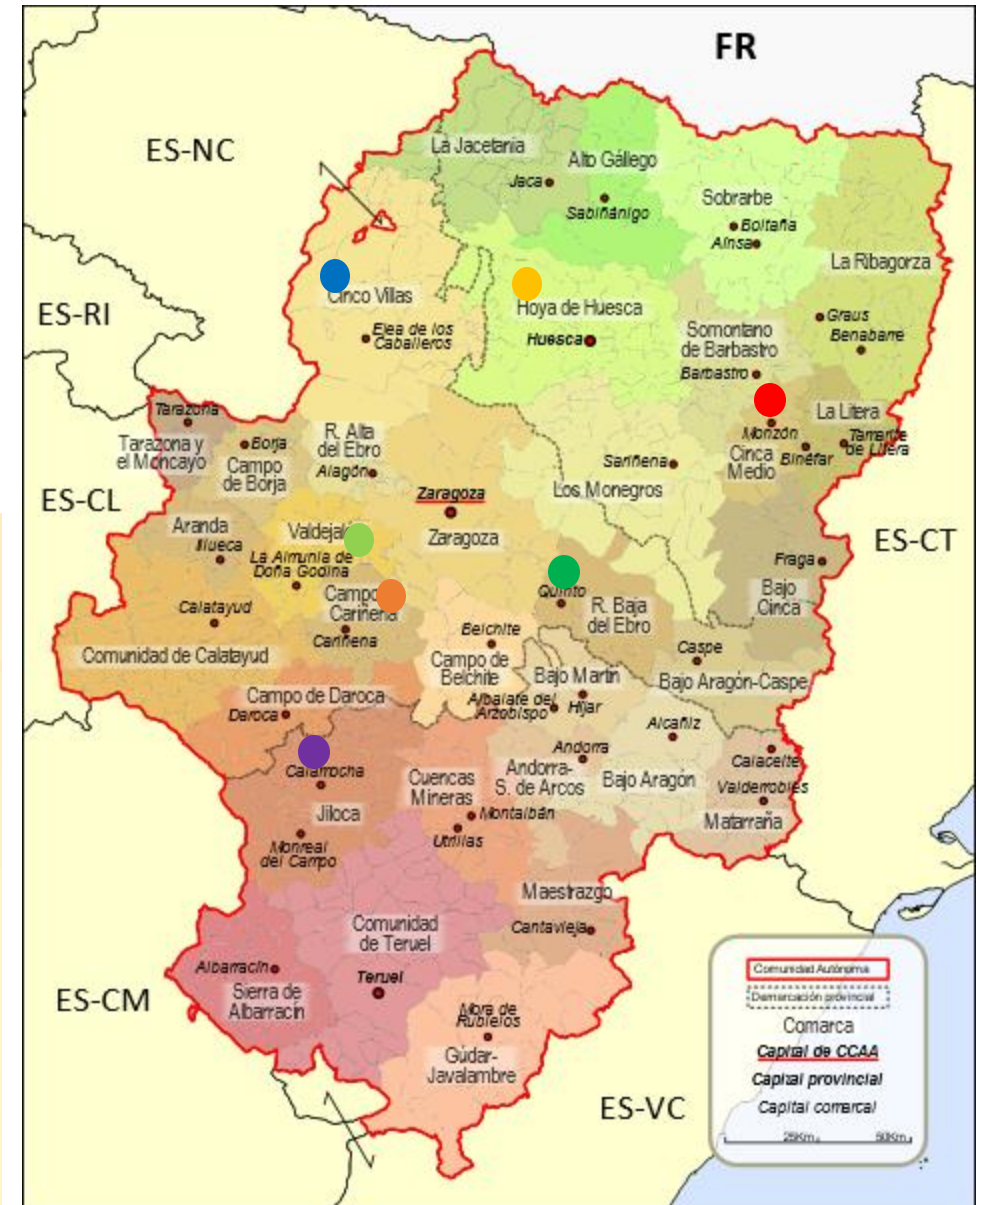 FR
ES-NC
La Jacetania
Alto Gállego
Jaca
Sabiñánigo
Sobrarbe
Boltaña
Aínsa
La Ribagorza
ES-RI
Cinco Villas
Hoya de Huesca
Ejea de los
Caballeros
Huesca
Somontano
de Barbastro
Graus
Benabarre
Barbastro
Tarazona
Tarazona y
el Moncayo
Borja
Campo
de Borja
R. Alta
del Ebro
Alagón
La Litera
Monzón
Tamarite
de Litera
Cinca
Medio
Binéfar
Sariñena
Los Monegros
ES-CL
Zaragoza
Zaragoza
ES-CT
Aranda
Illueca
Valdejal
La Almunia de
Doña Godina
Fraga
Bajo
Cinca
Calatayud
Campo
Cariñena
Cariñena
Quinto
R. Baja
del Ebro
Comunidad de Calatayud
Belchite
Campo de
Belchite
Caspe
Bajo Aragón-Caspe
Bajo Martín
Campo de Daroca
Daroca
Albalate del
Arzobispo
Híjar
Alcañiz
Calamocha
Andorra
Andorra-
S. de Arcos
Bajo Aragón
Calaceite
Valderrobles
Matarraña
Cuencas
Mineras
Montalbán
Utrillas
Jiloca
Monreal
del Campo
Maestrazgo
Cantavieja
Comunidad
de Teruel
Teruel
Albarracín
Sierra de
Albarracín
ES-CM
Mora de
Rubielos
Gúdar-
Javalambre
ES-VC
Comunidad Autónoma
Demarcación provincial
Comarca
Capital de CCAA
Capital provincial
Capital comarcal
25Km.
50Km.